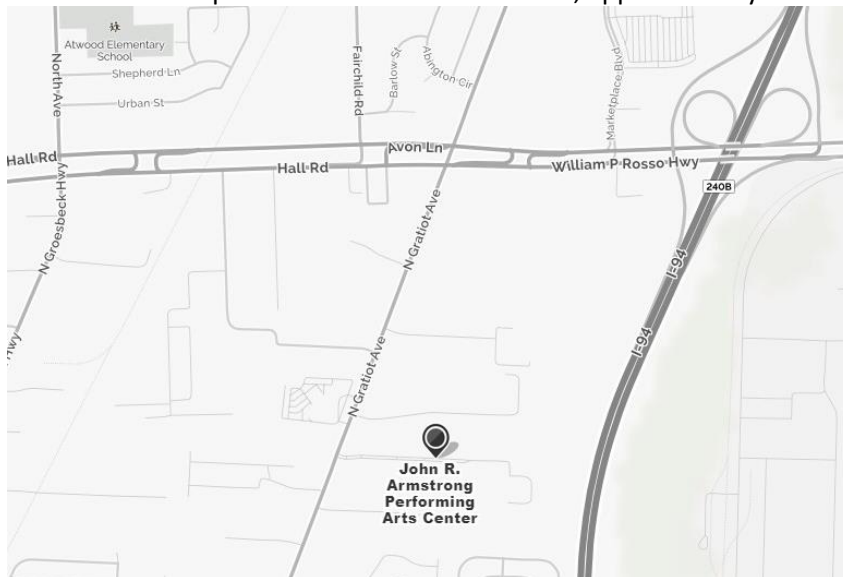 Atwood Elementary
School
Shepherd Ln
Urban St
North Ave
Fairchild Rd
Barlow St
Abington Cir
Marketplace Blvd
Hall Rd
Avon Ln
Hall Rd
William P Rosso Hwy
240B
N Groesbeck Hwy
N Gratiot Ave
I-94
I-94
Hwy
N Gratiot Ave
John R.
Armstrong
Performing
Arts Center